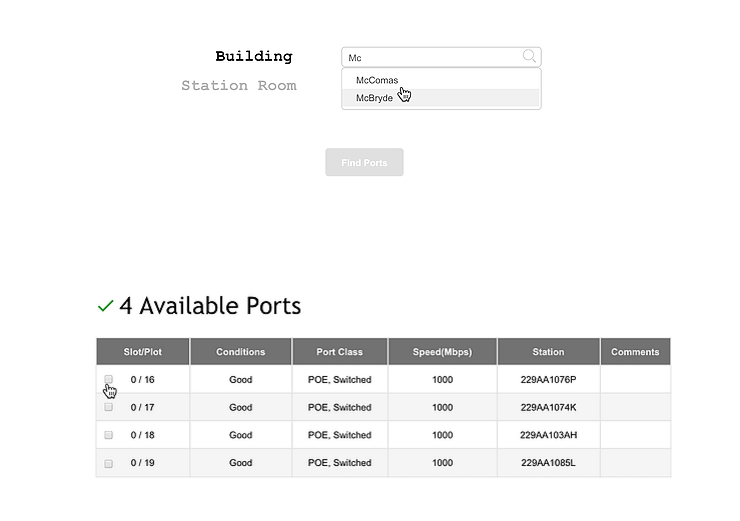 Building
Mc
Station Room
McComas
McBryde
Find Ports
4 Available Ports
Slot/Plot Conditions Port Class Speed(Mbps) Station Comments
0 / 16 Good POE, Switched 1000 229AA1076P
0 / 17 Good POE, Switched 1000 229AA1074K
0 / 18 Good POE, Switched 1000 229AA103AH
0 / 19 Good POE, Switched 1000 229AA1085L